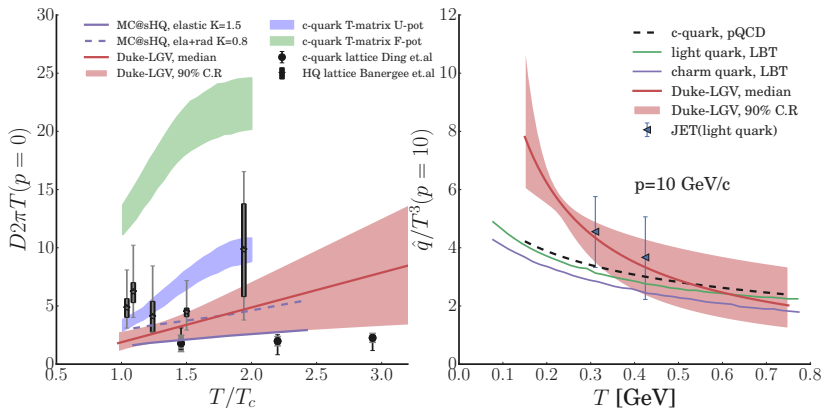 MC@sHQ, elastic K=1.5
MC@sHQ, ela+rad K=0.8
Duke-LGV, median
Duke-LGV, 90% C.R
c-quark T-matrix U-pot
c-quark T-matrix F-pot
c-quark lattice Ding et.al
HQ lattice Banergee et.al
30
25
20
15
10
5
0
D2πT(p = 0)
0.5
1.0
1.5
2.0
2.5
3.0
T/T_c
c-quark, pQCD
light quark, LBT
charm quark, LBT
Duke-LGV, median
Duke-LGV, 90% C.R
JET(light quark)
p=10 GeV/c
12
10
8
6
4
2
0
q̂/T³(p = 10)
0.0
0.1
0.2
0.3
0.4
0.5
0.6
0.7
0.8
T [GeV]